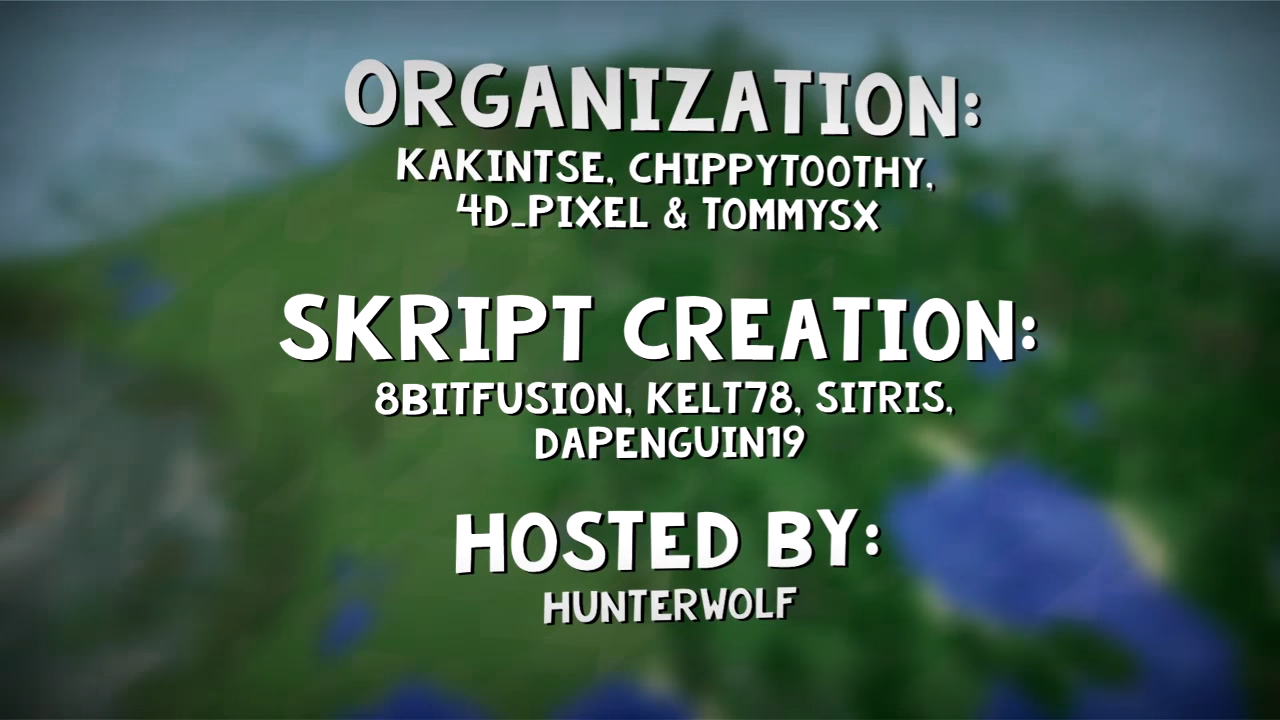 ORGANIZATION:
KAKINTSE, CHIPPYTOOTHY,
4D_PIXEL & TOMMYSX
SKRIPT CREATION:
8BITFUSION, KELT78, SITRIS,
DAPENGUIN19
HOSTED BY:
HUNTERWOLF